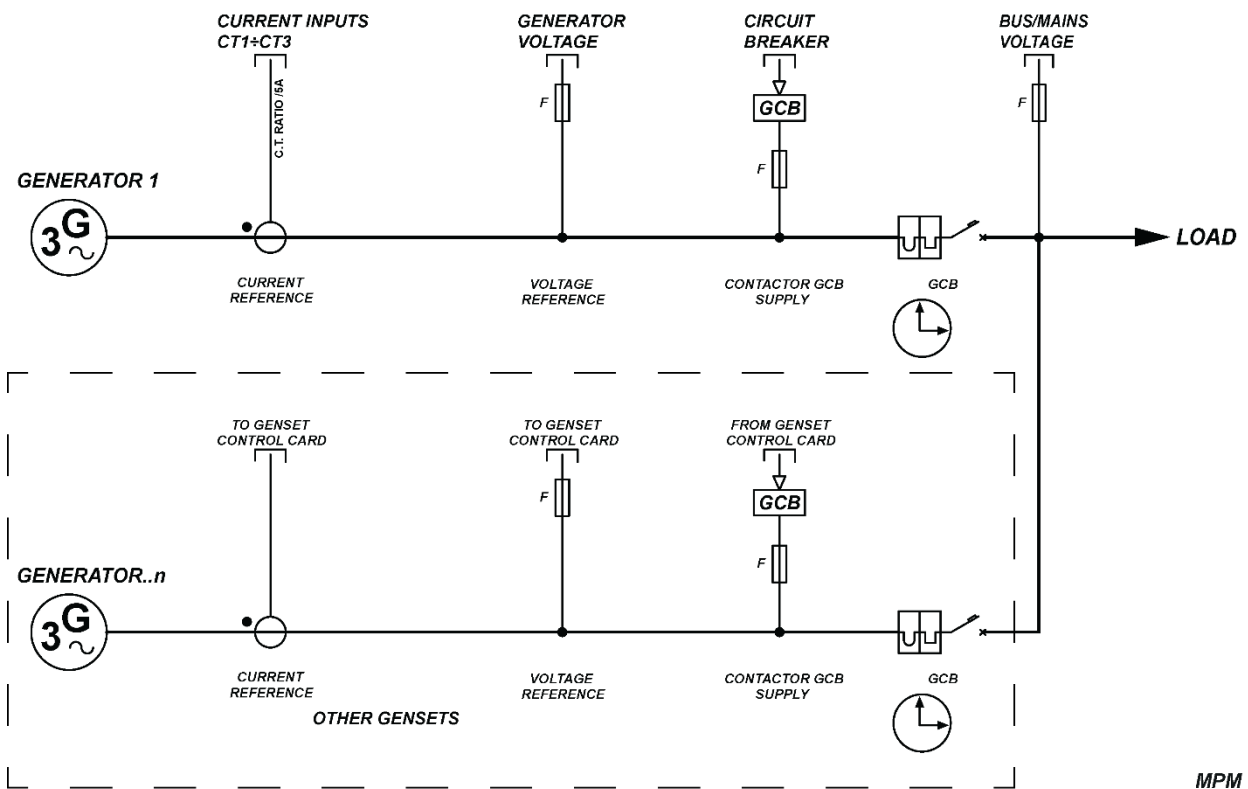 CURRENT INPUTS
CT1÷CT3
GENERATOR
VOLTAGE
CIRCUIT
BREAKER
BUS/MAINS
VOLTAGE
C.T. RATIO /5A
F
GCB
F
F
GENERATOR 1
3G
LOAD
CURRENT
REFERENCE
VOLTAGE
REFERENCE
CONTACTOR GCB
SUPPLY
GCB
TO GENSET
CONTROL CARD
TO GENSET
CONTROL CARD
FROM GENSET
CONTROL CARD
F
GCB
F
GENERATOR..n
3G
CURRENT
REFERENCE
VOLTAGE
REFERENCE
CONTACTOR GCB
SUPPLY
GCB
OTHER GENSETS
MPM